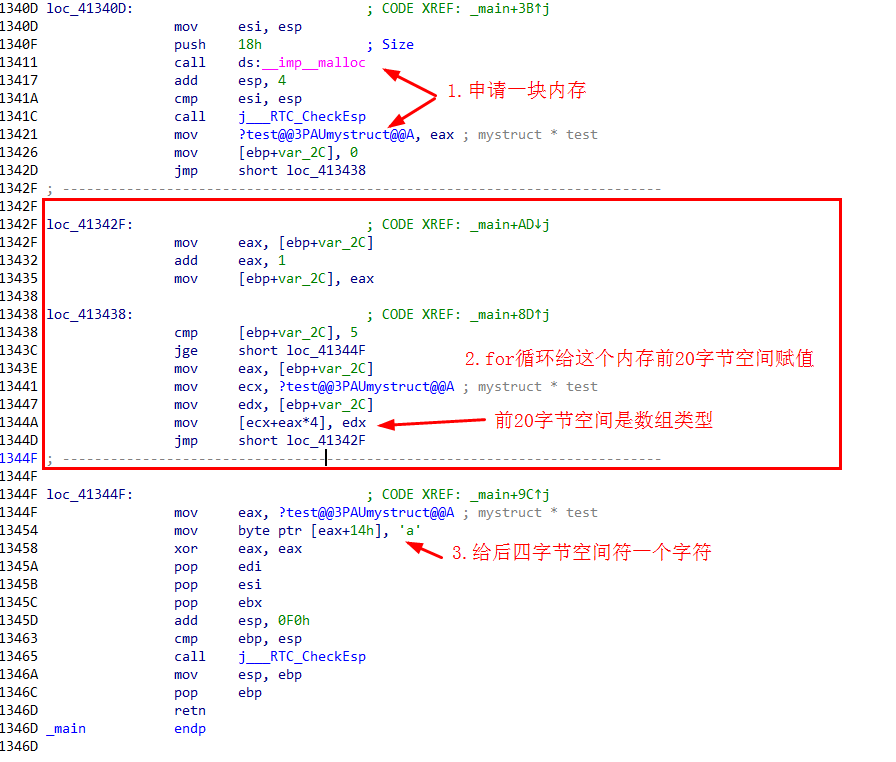 1340D loc_41340D: ; CODE XREF: _main+3B↑j
1340D mov esi, esp
1340F push 18h ; Size
13411 call ds:__imp__malloc
13417 add esp, 4
1341A cmp esi, esp
1341C call j___RTC_CheckEsp
13421 mov ?test@@3PAUmystruct@@A, eax ; mystruct * test
13426 mov [ebp+var_2C], 0
1342D jmp short loc_413438
1342F ; ---------------------------------------------------------------------------
1342F
1342F loc_41342F: ; CODE XREF: _main+AD↓j
1342F mov eax, [ebp+var_2C]
13432 add eax, 1
13435 mov [ebp+var_2C], eax
13438
13438 loc_413438: ; CODE XREF: _main+8D↑j
13438 cmp [ebp+var_2C], 5
1343C jge short loc_41344F
1343E mov eax, [ebp+var_2C]
13441 mov ecx, ?test@@3PAUmystruct@@A ; mystruct * test
13447 mov edx, [ebp+var_2C]
1344A mov [ecx+eax*4], edx
1344D jmp short loc_41342F
1344F ; ---------------------------------------------------------------------------
1344F
1344F loc_41344F: ; CODE XREF: _main+9C↑j
1344F mov eax, ?test@@3PAUmystruct@@A ; mystruct * test
13454 mov byte ptr [eax+14h], 'a'
13458 xor eax, eax
1345A pop edi
1345B pop esi
1345C pop ebx
1345D add esp, 0F0h
13463 cmp ebp, esp
13465 call j___RTC_CheckEsp
1346A mov esp, ebp
1346C pop ebp
1346D retn
1346D _main endp
1346D
1.申请一块内存
2.for循环给这个内存前20字节空间赋值
前20字节空间是数组类型
3.给后四字节空间符一个字符